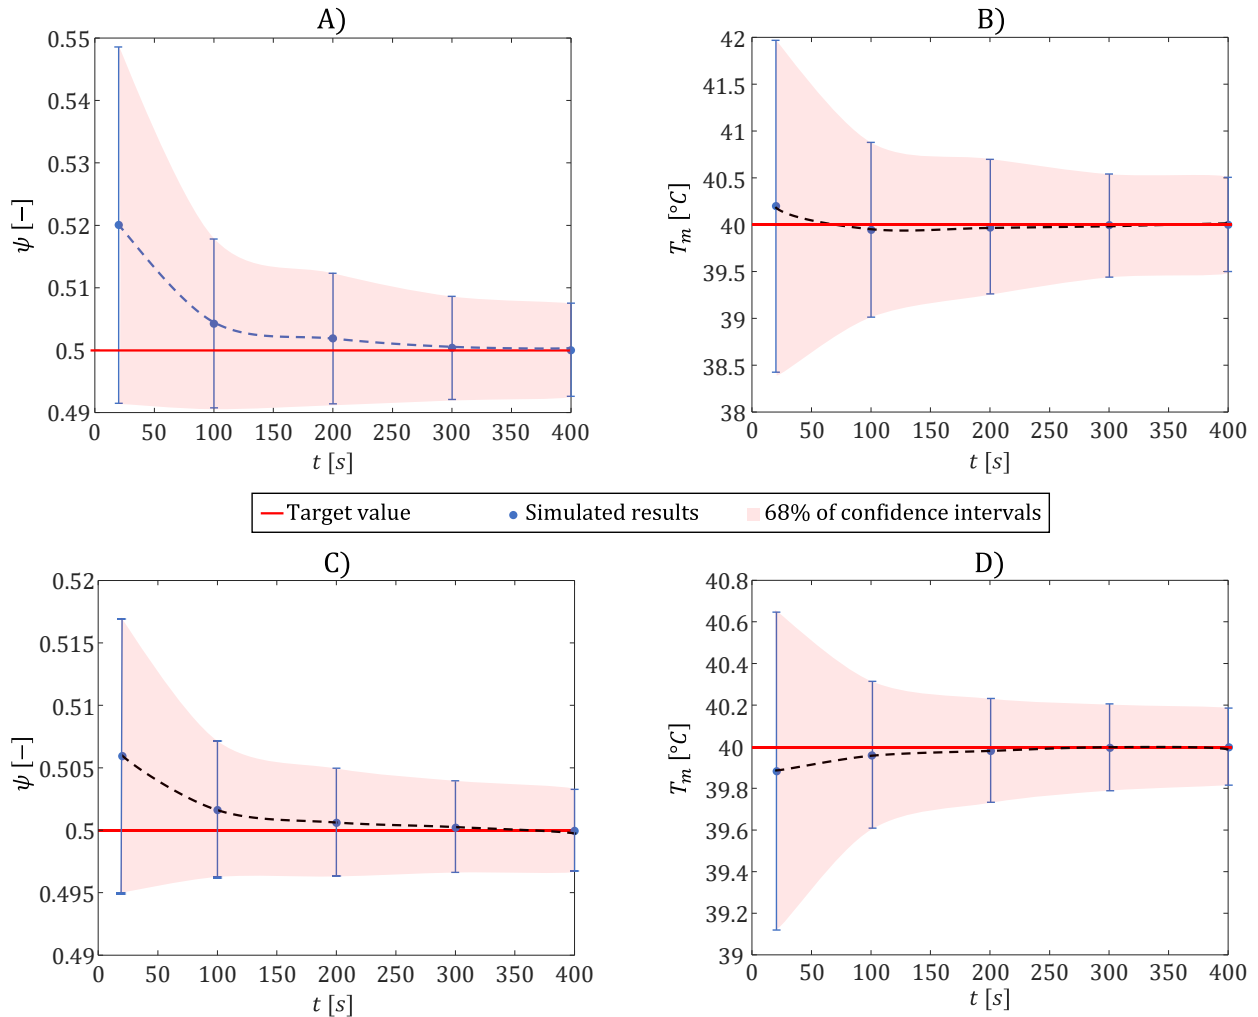 A)
0.55
0.54
0.53
0.52
0.51
0.5
0.49
ψ [−]
0 50 100 150 200 250 300 350 400
t [s]
B)
42
41.5
41
40.5
40
39.5
39
38.5
38
T_m [°C]
0 50 100 150 200 250 300 350 400
t [s]
Target value Simulated results 68% of confidence intervals
C)
0.52
0.515
0.51
0.505
0.5
0.495
0.49
ψ [−]
0 50 100 150 200 250 300 350 400
t [s]
D)
40.8
40.6
40.4
40.2
40
39.8
39.6
39.4
39.2
39
T_m [°C]
0 50 100 150 200 250 300 350 400
t [s]